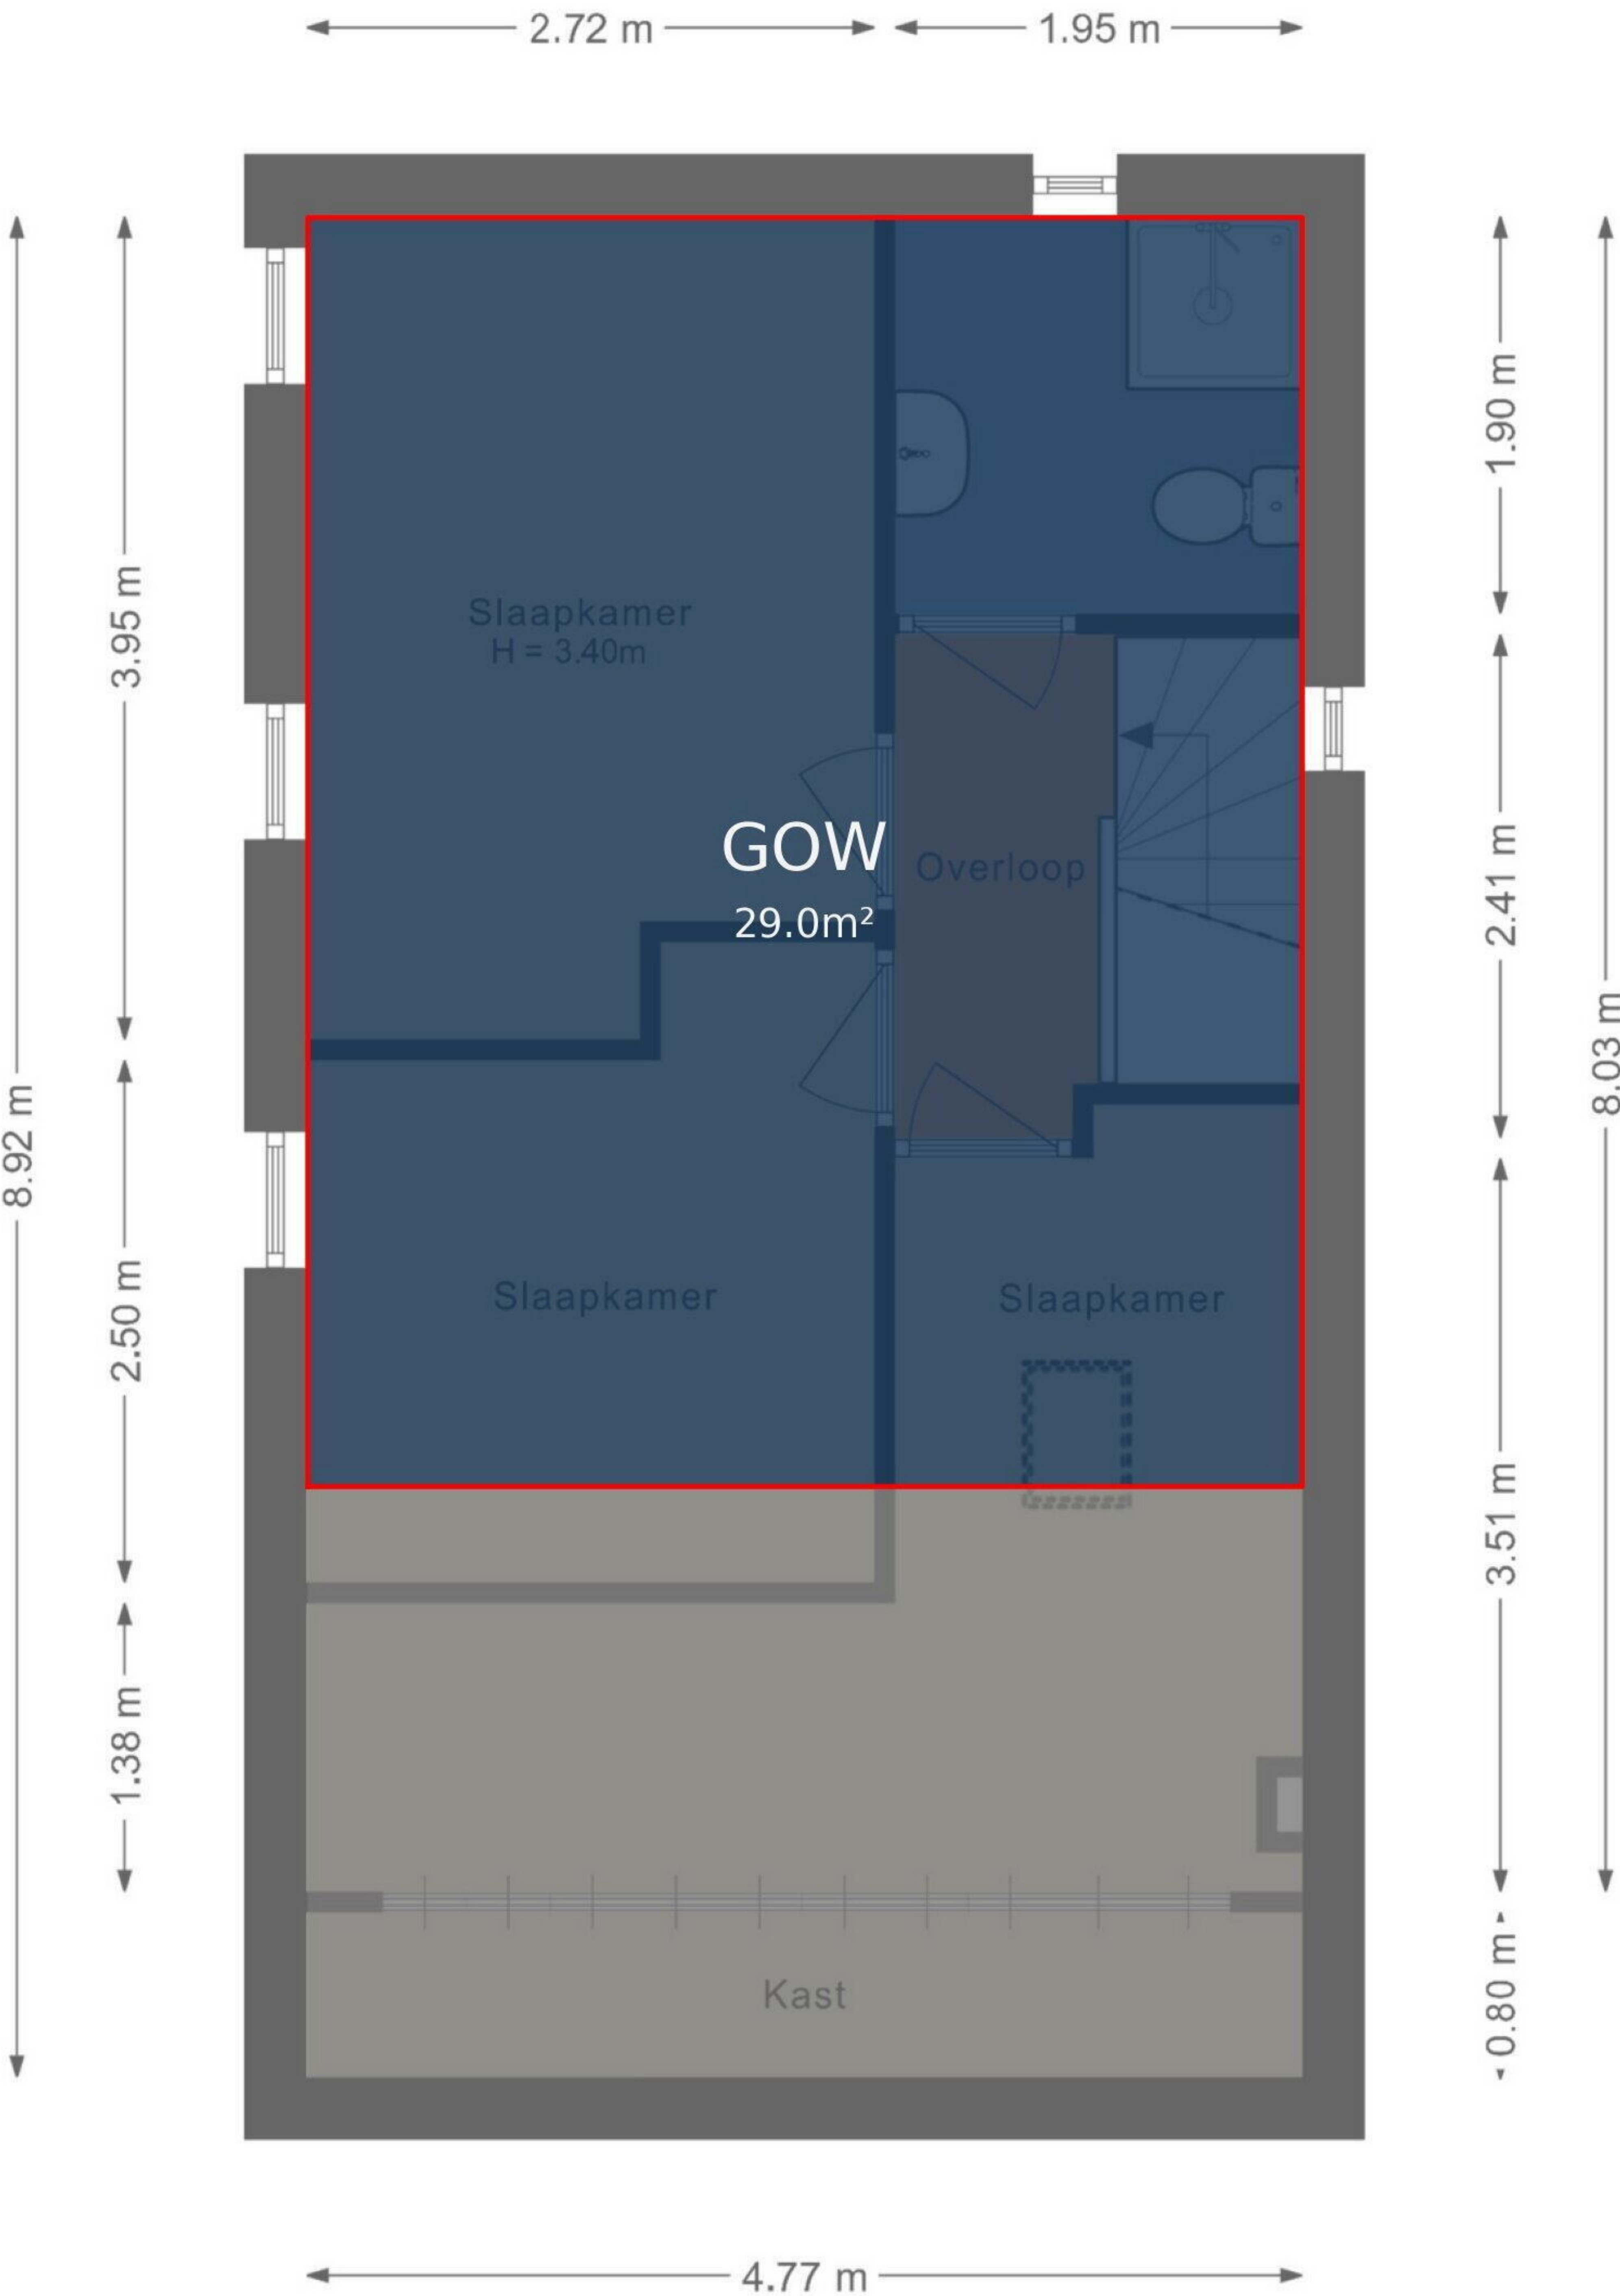 2.72 m
1.95 m
3.95 m
1.90 m
Slaapkamer
H = 3.40m
GOW
29.0m²
Overloop
2.41 m
8.92 m
8.03 m
2.50 m
Slaapkamer
Slaapkamer
3.51 m
1.38 m
Kast
0.80 m
4.77 m